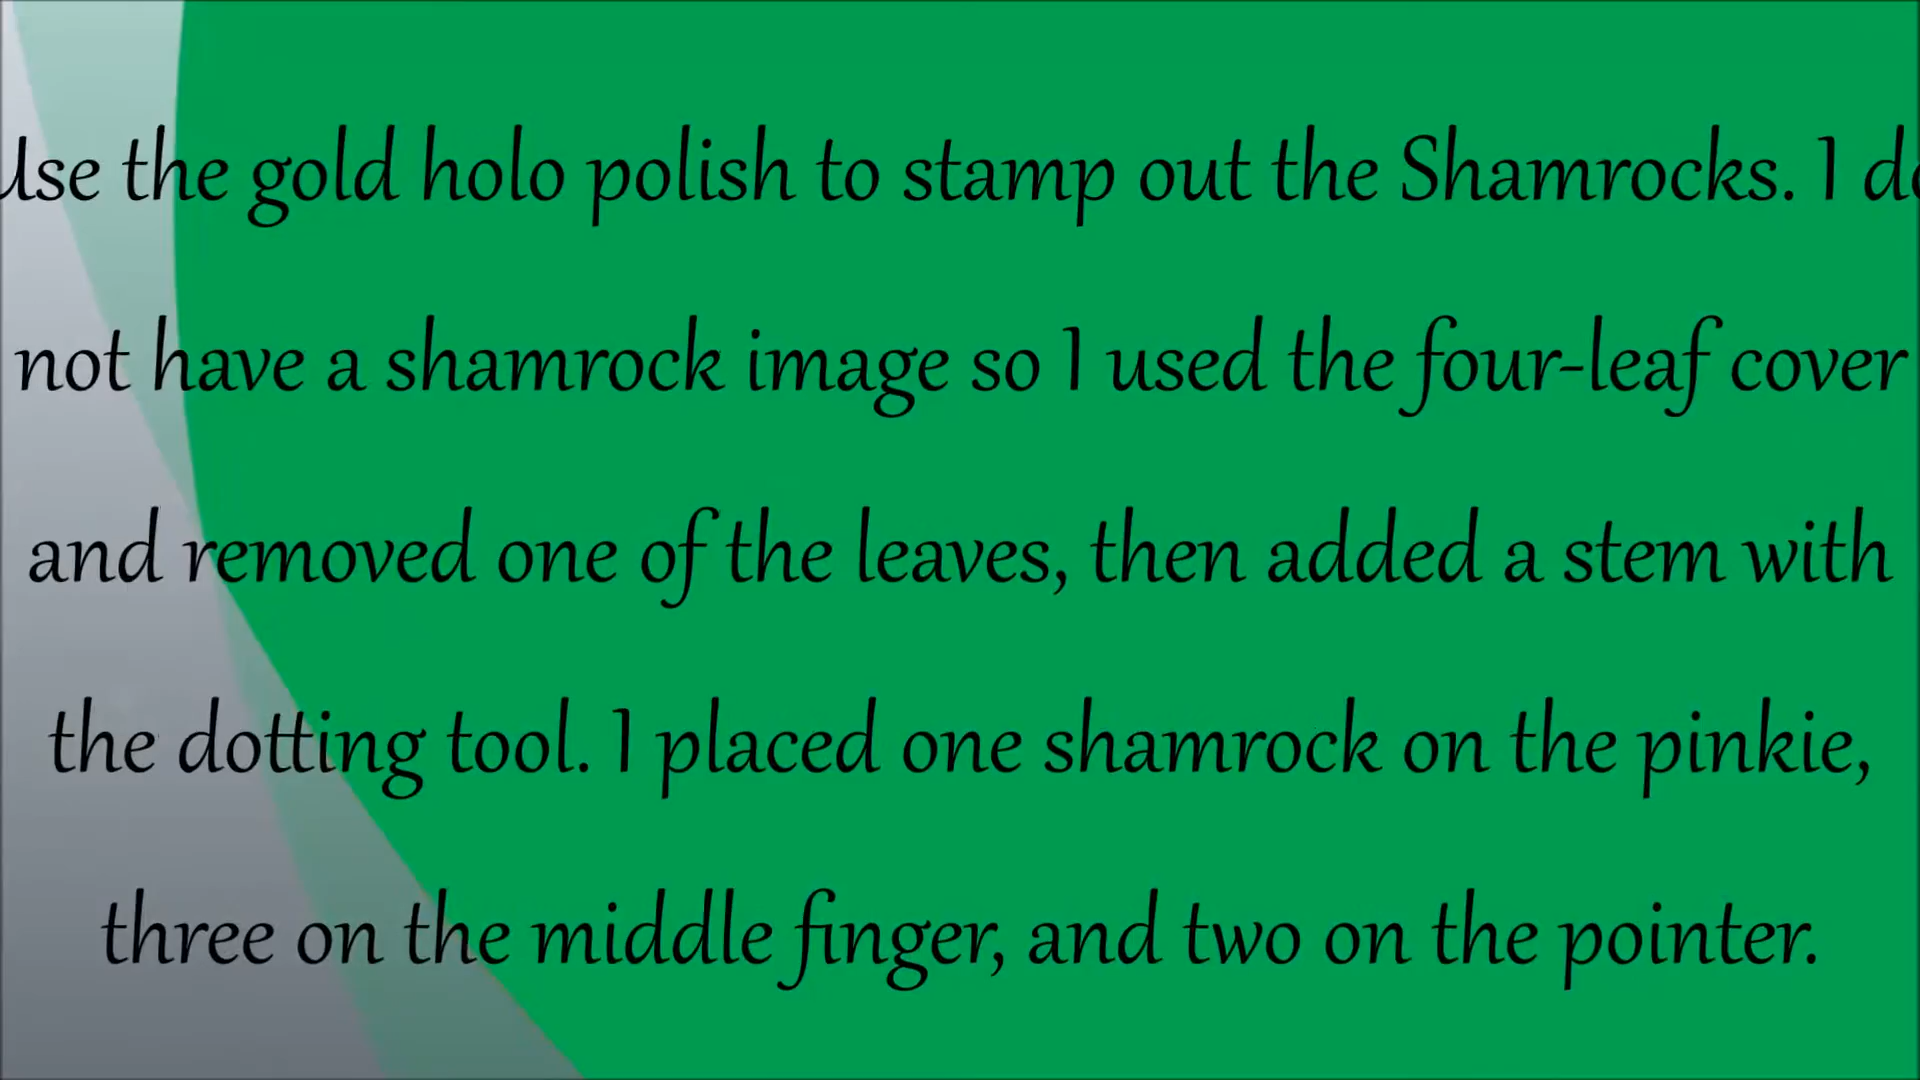 Use the gold holo polish to stamp out the Shamrocks. I do
not have a shamrock image so I used the four-leaf cover
and removed one of the leaves, then added a stem with
the dotting tool. I placed one shamrock on the pinkie,
three on the middle finger, and two on the pointer.